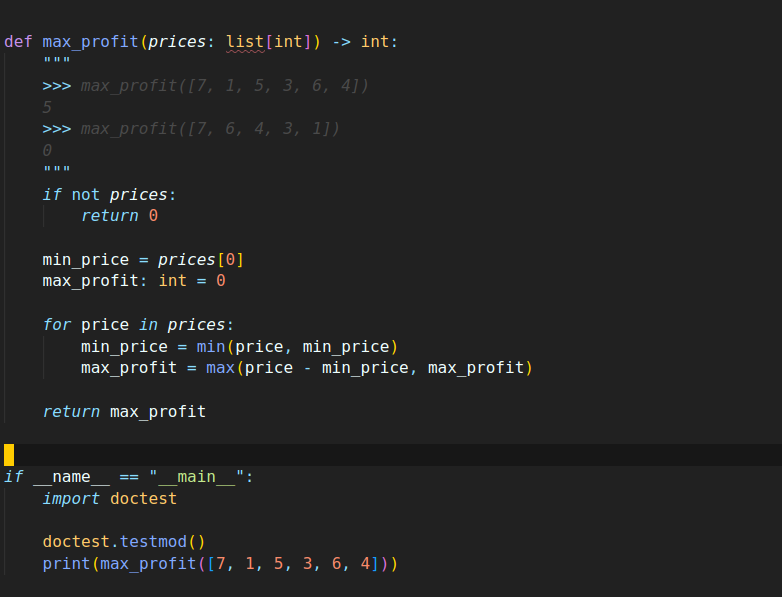 def max_profit(prices: list[int]) -> int:
    """
    >>> max_profit([7, 1, 5, 3, 6, 4])
    5
    >>> max_profit([7, 6, 4, 3, 1])
    0
    """
    if not prices:
        return 0

    min_price = prices[0]
    max_profit: int = 0

    for price in prices:
        min_price = min(price, min_price)
        max_profit = max(price - min_price, max_profit)

    return max_profit


if __name__ == "__main__":
    import doctest

    doctest.testmod()
    print(max_profit([7, 1, 5, 3, 6, 4]))